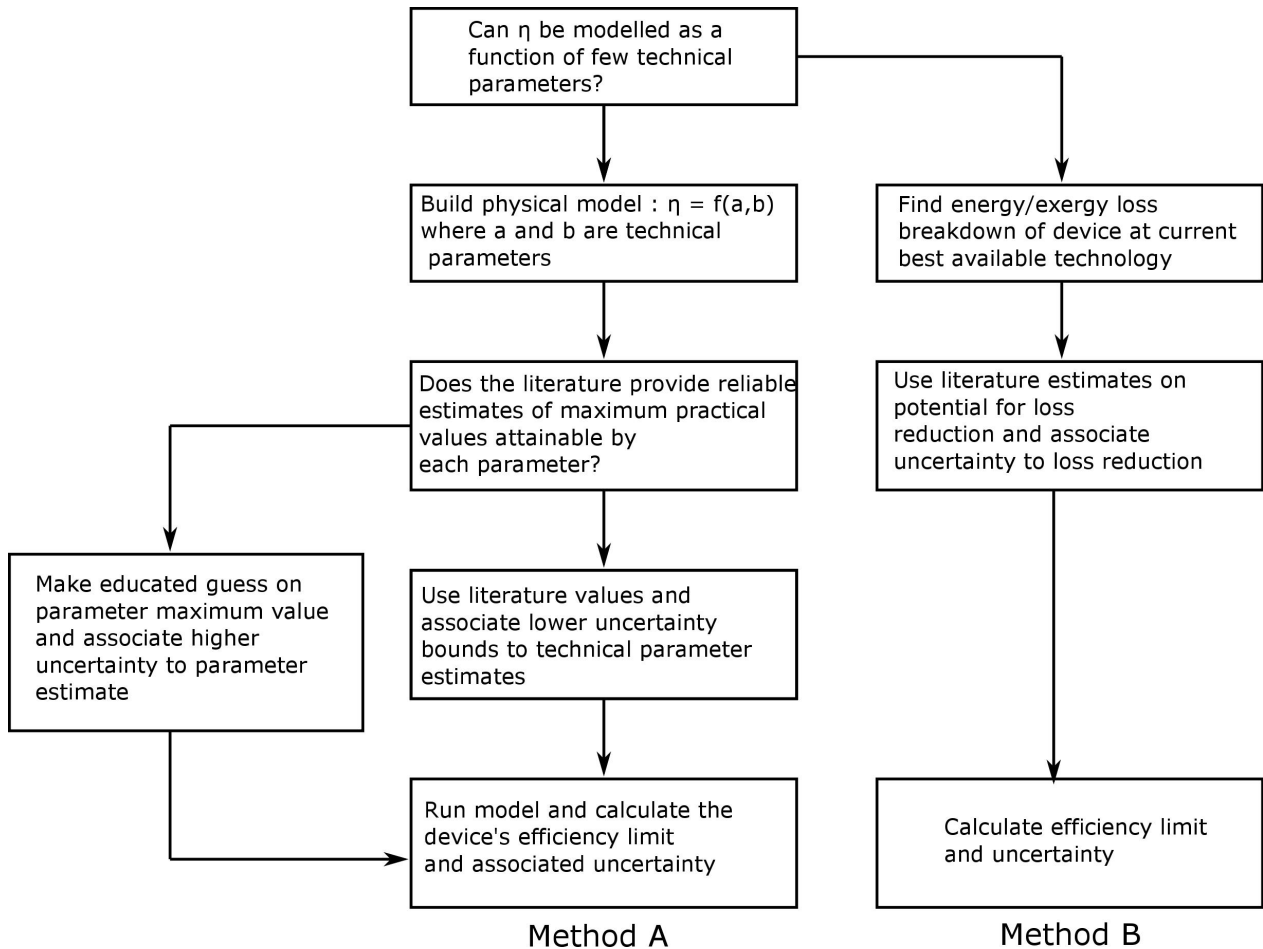 Can η be modelled as a
function of few technical
parameters?
Build physical model : η = f(a,b)
where a and b are technical
parameters
Find energy/exergy loss
breakdown of device at current
best available technology
Does the literature provide reliable
estimates of maximum practical
values attainable by
each parameter?
Use literature estimates on
potential for loss
reduction and associate
uncertainty to loss reduction
Make educated guess on
parameter maximum value
and associate higher
uncertainty to parameter
estimate
Use literature values and
associate lower uncertainty
bounds to technical parameter
estimates
Run model and calculate the
device's efficiency limit
and associated uncertainty
Calculate efficiency limit
and uncertainty
Method A
Method B